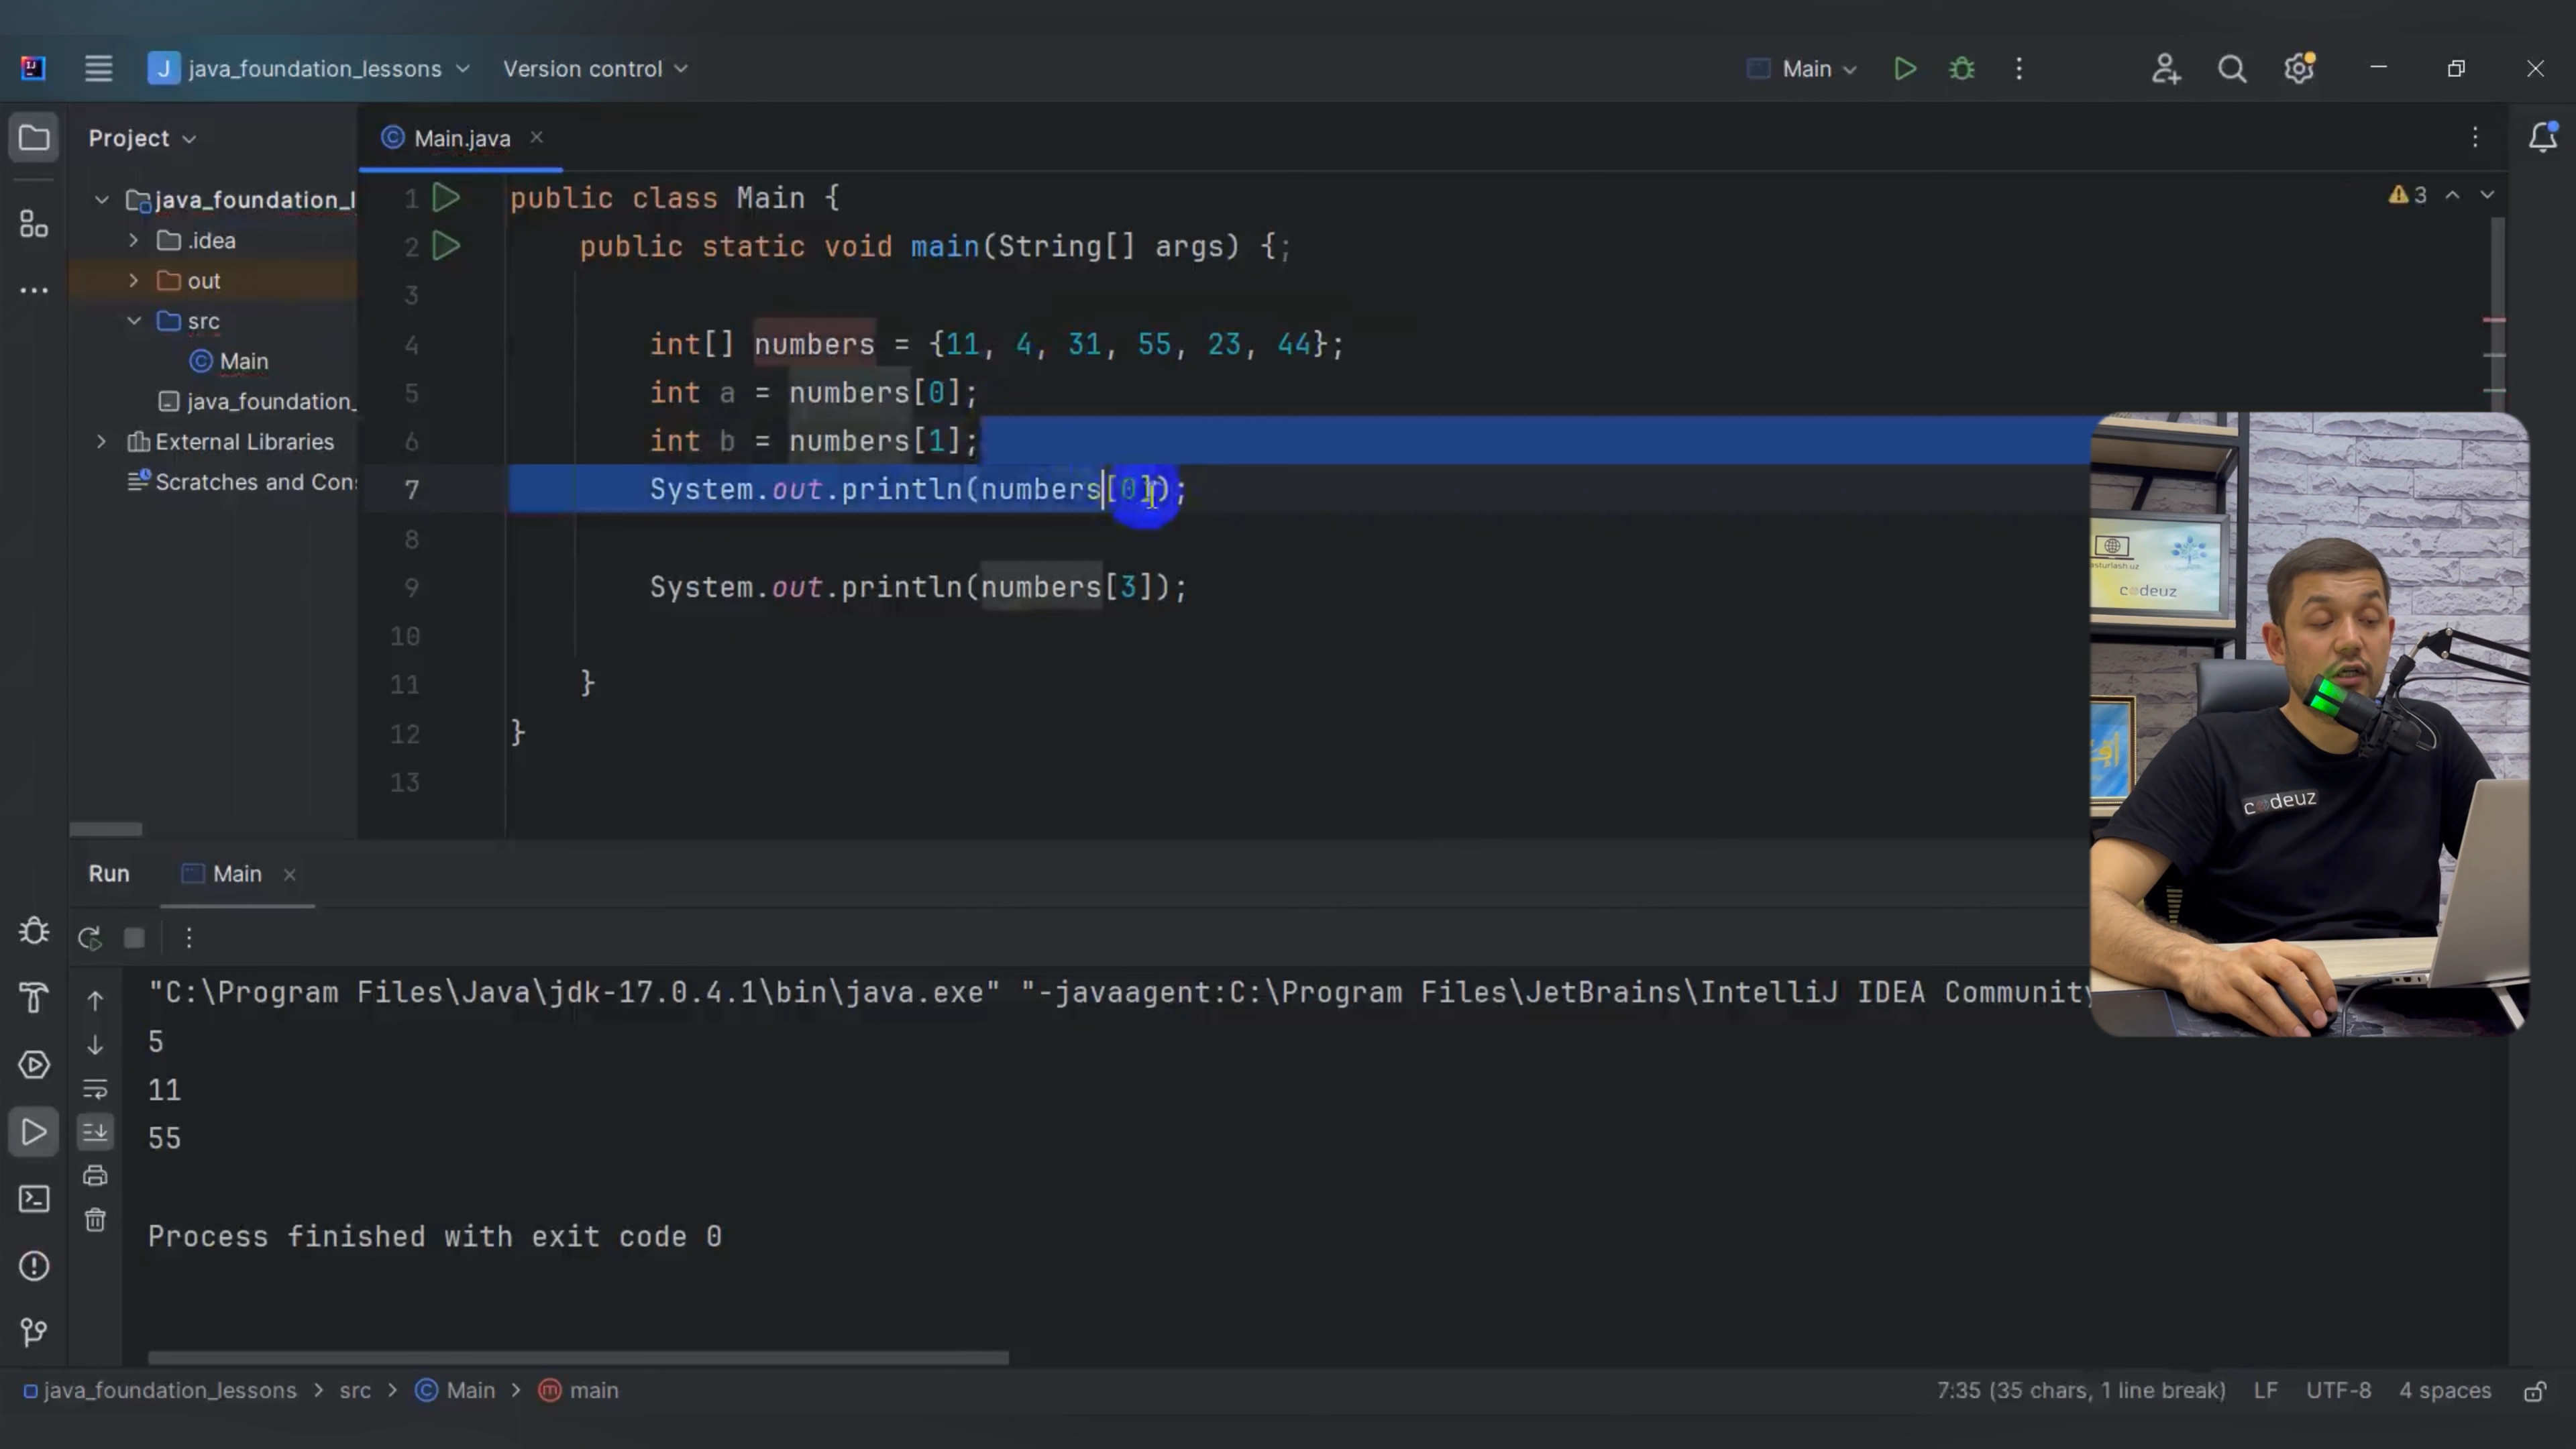 java_foundation_lessons
Version control
Main
Project
Main.java
java_foundation_l
.idea
out
src
Main
java_foundation_
External Libraries
Scratches and Con
3
1 public class Main {
2 public static void main(String[] args) {;
3
4 int[] numbers = {11, 4, 31, 55, 23, 44};
5 int a = numbers[0];
6 int b = numbers[1];
7 System.out.println(numbers[0]);
8
9 System.out.println(numbers[3]);
10
11 }
12 }
13
codeuz
codeuz
Run
Main
"C:\Program Files\Java\jdk-17.0.4.1\bin\java.exe" "-javaagent:C:\Program Files\JetBrains\IntelliJ IDEA Community
5
11
55
Process finished with exit code 0
java_foundation_lessons > src > Main > main
7:35 (35 chars, 1 line break) LF UTF-8 4 spaces